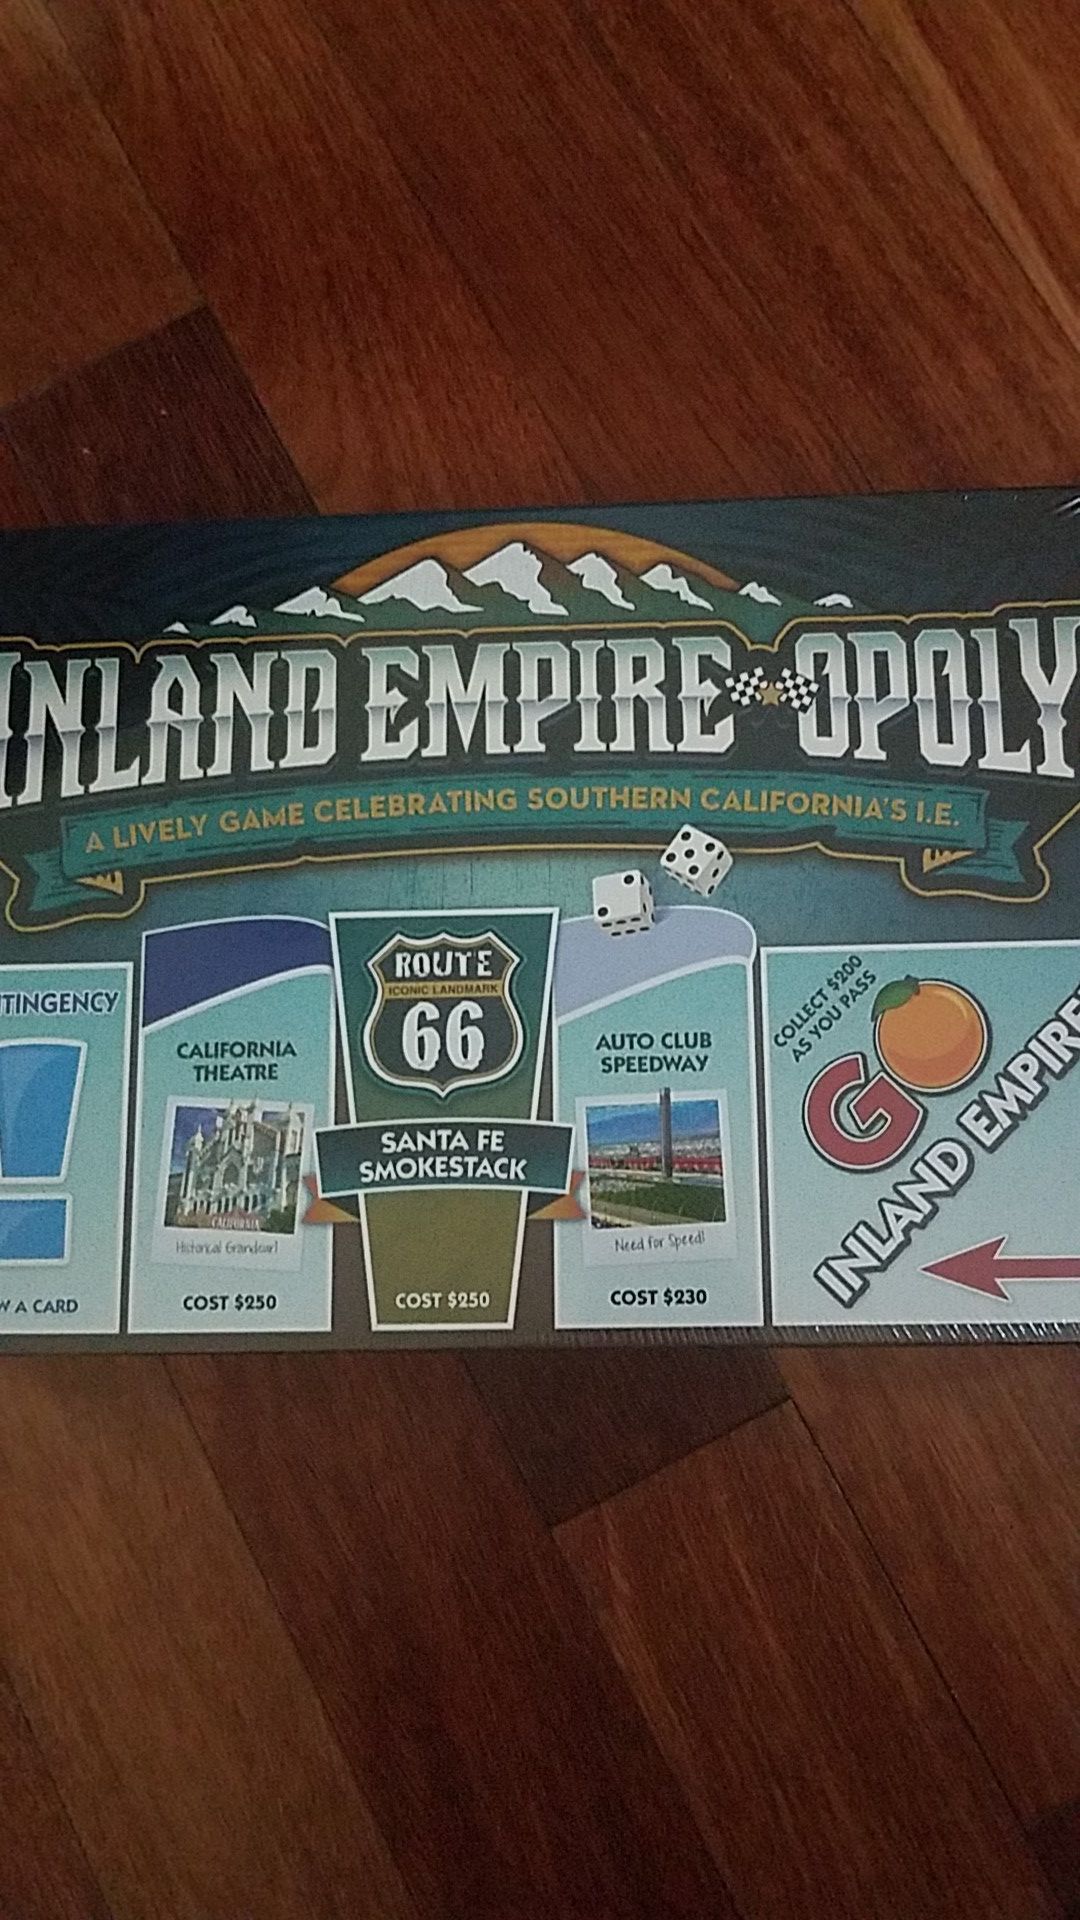 INLAND EMPIRE OPOLY
A LIVELY GAME CELEBRATING SOUTHERN CALIFORNIA'S I.E.
TINGENCY
W A CARD
CALIFORNIA
THEATRE
CALIFORNIA
Historical Grandeur!
COST $250
ROUTE
ICONIC LANDMARK
66
SANTA FE
SMOKESTACK
COST $250
AUTO CLUB
SPEEDWAY
Need for Speed!
COST $230
COLLECT $200
AS YOU PASS
GO
INLAND EMPIRE